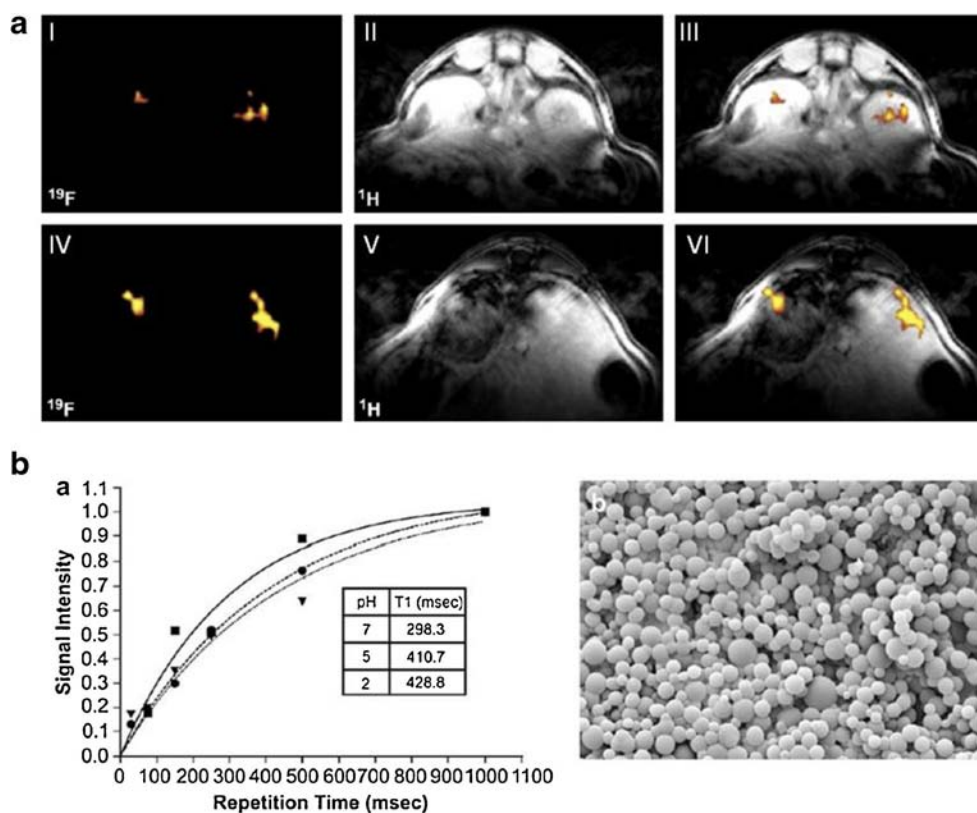 a
I
II
III
19F
1H
IV
V
VI
19F
1H
b
a
b
1.1
1.0
0.9
0.8
0.7
0.6
0.5
0.4
0.3
0.2
0.1
0.0
Signal Intensity
pH T1 (msec)
7 298.3
5 410.7
2 428.8
0 100 200 300 400 500 600 700 800 900 1000 1100
Repetition Time (msec)